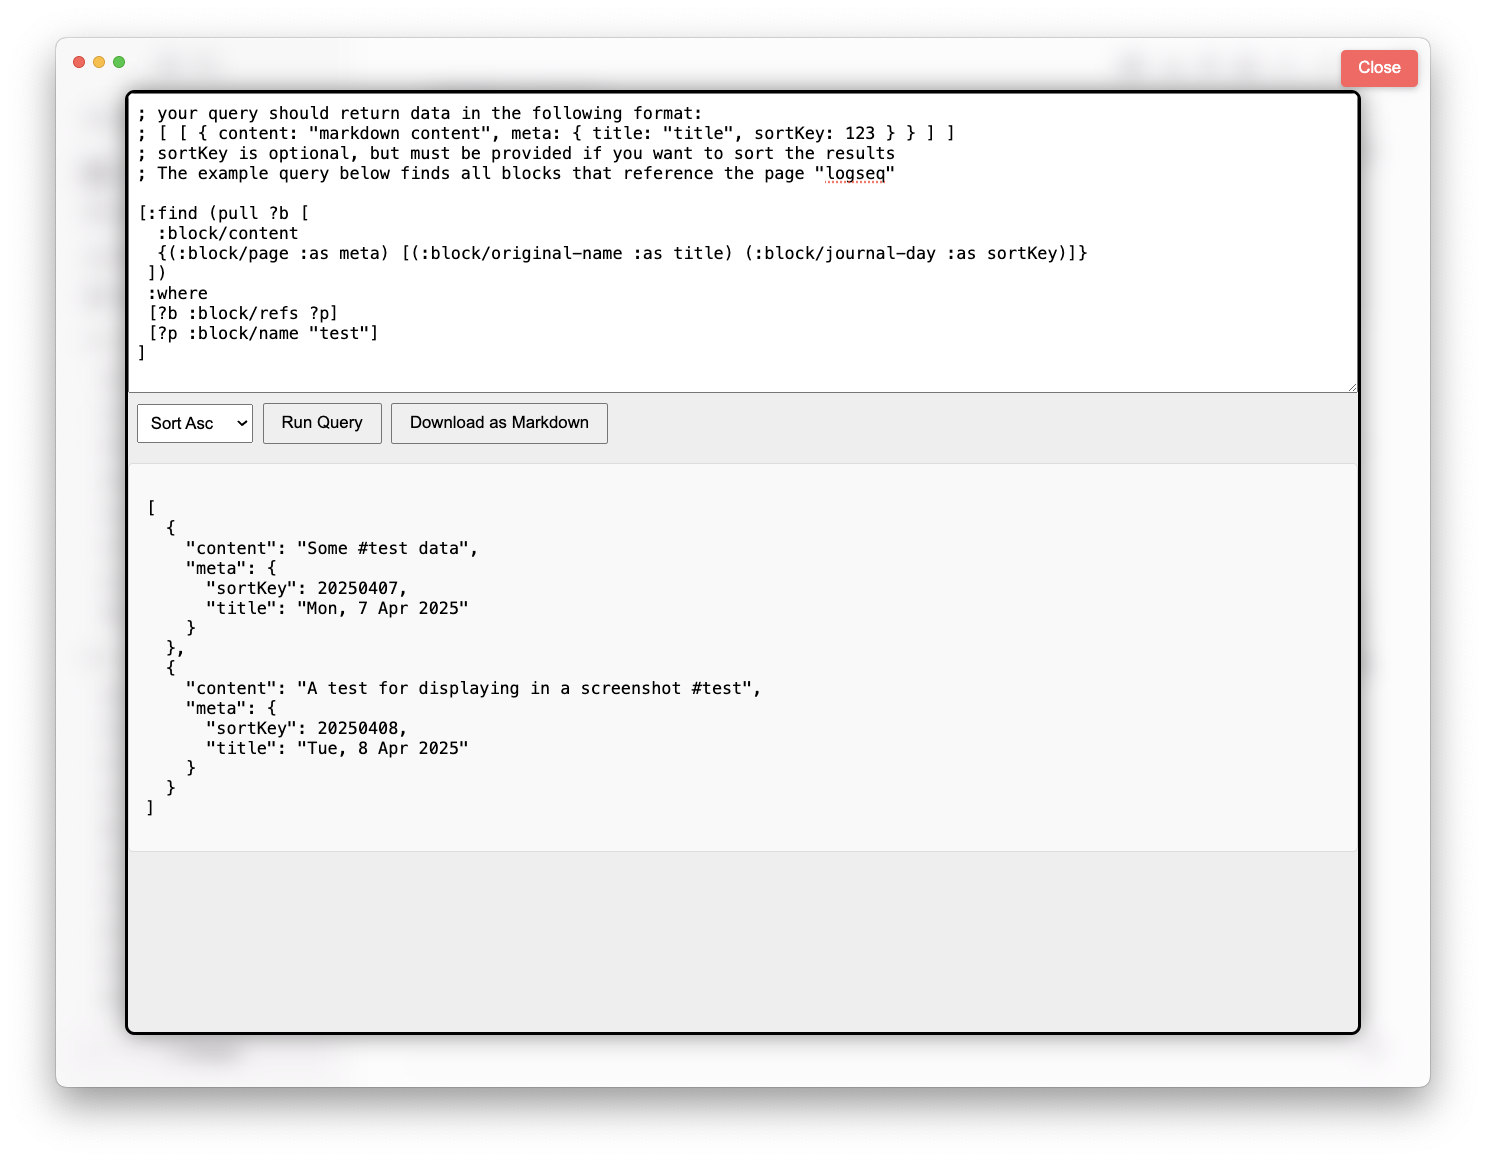 Close
; your query should return data in the following format:
; [ [ { content: "markdown content", meta: { title: "title", sortKey: 123 } } ] ]
; sortKey is optional, but must be provided if you want to sort the results
; The example query below finds all blocks that reference the page "logseq"
[:find (pull ?b [
  :block/content
  {(:block/page :as meta) [(:block/original-name :as title) (:block/journal-day :as sortKey)]}
 ])
 :where
 [?b :block/refs ?p]
 [?p :block/name "test"]
]
Sort Asc Run Query Download as Markdown
[
  {
    "content": "Some #test data",
    "meta": {
      "sortKey": 20250407,
      "title": "Mon, 7 Apr 2025"
    }
  },
  {
    "content": "A test for displaying in a screenshot #test",
    "meta": {
      "sortKey": 20250408,
      "title": "Tue, 8 Apr 2025"
    }
  }
]